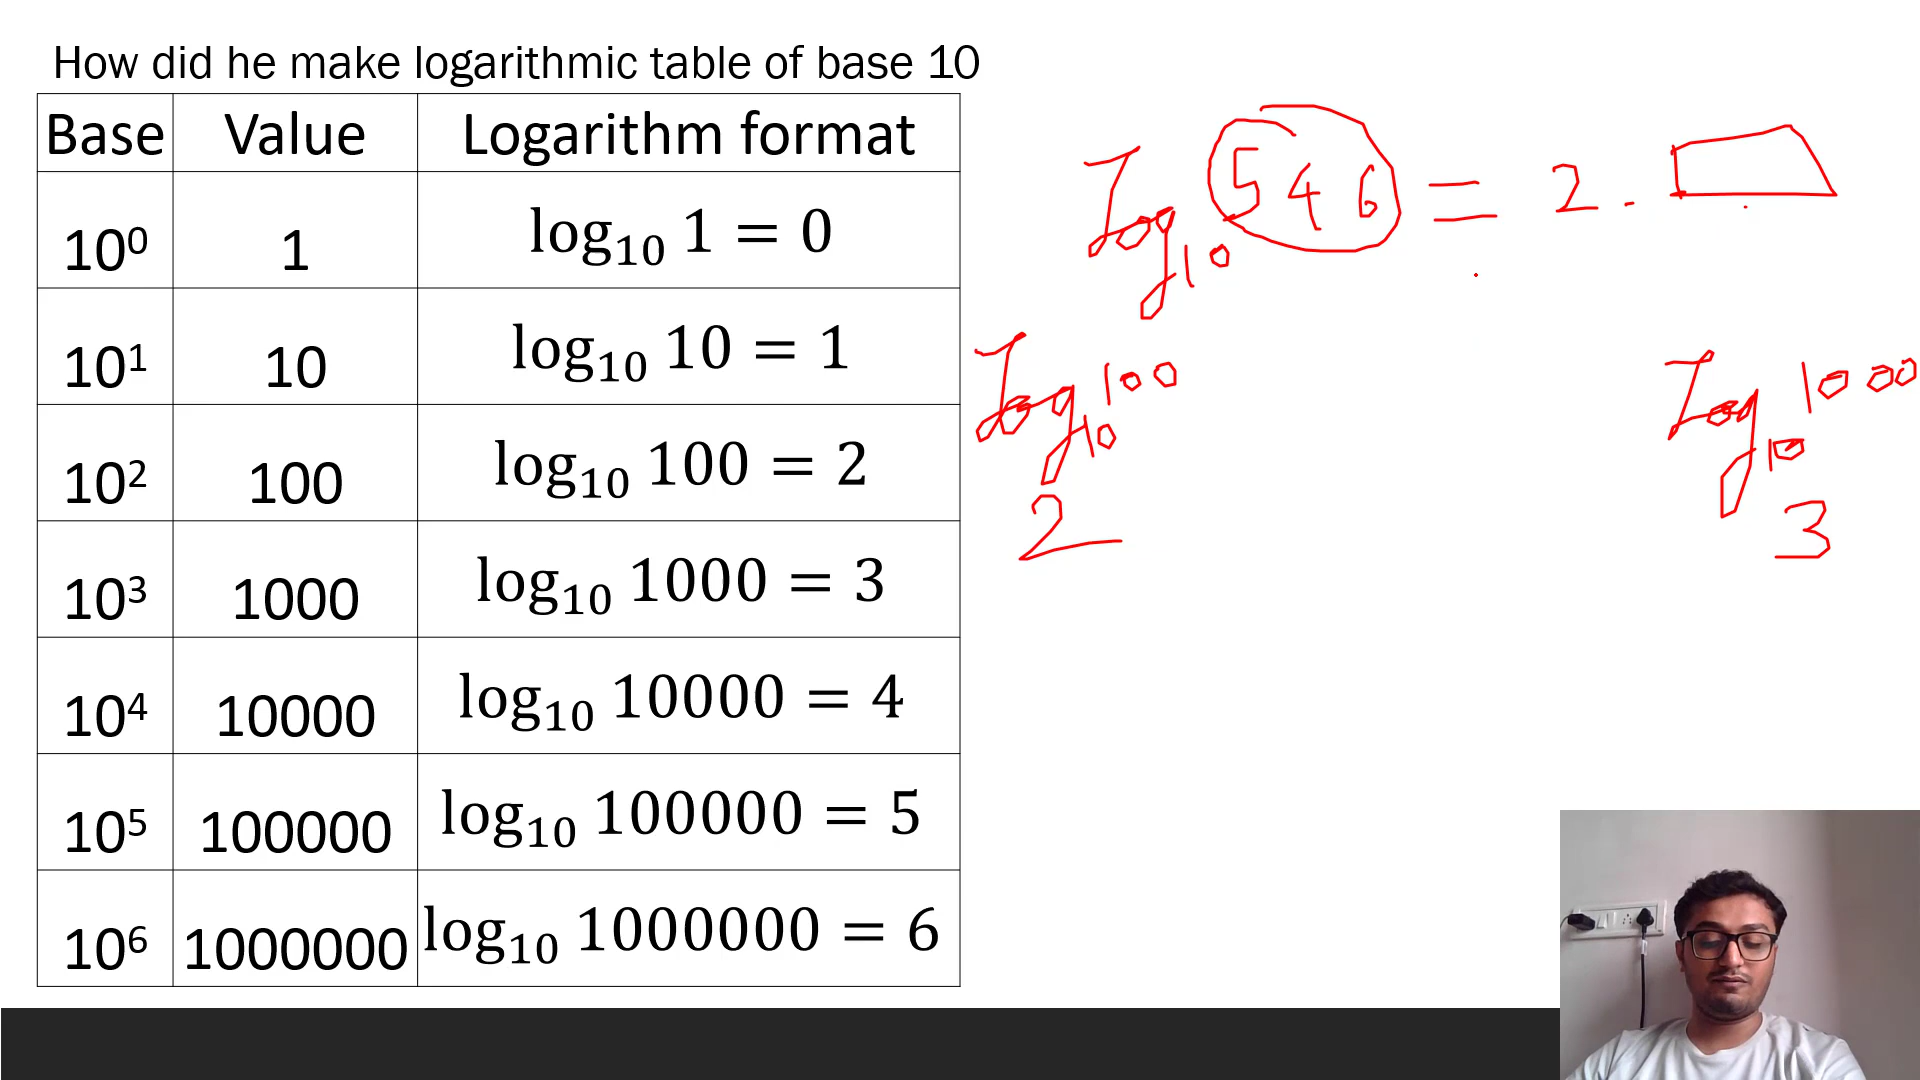 How did he make logarithmic table of base 10
Base Value Logarithm format
10⁰ 1 log₁₀ 1 = 0
10¹ 10 log₁₀ 10 = 1
10² 100 log₁₀ 100 = 2
10³ 1000 log₁₀ 1000 = 3
10⁴ 10000 log₁₀ 10000 = 4
10⁵ 100000 log₁₀ 100000 = 5
10⁶ 1000000 log₁₀ 1000000 = 6
Log₁₀ 546 = 2.
Log₁₀ 100
2
Log₁₀ 1000
3